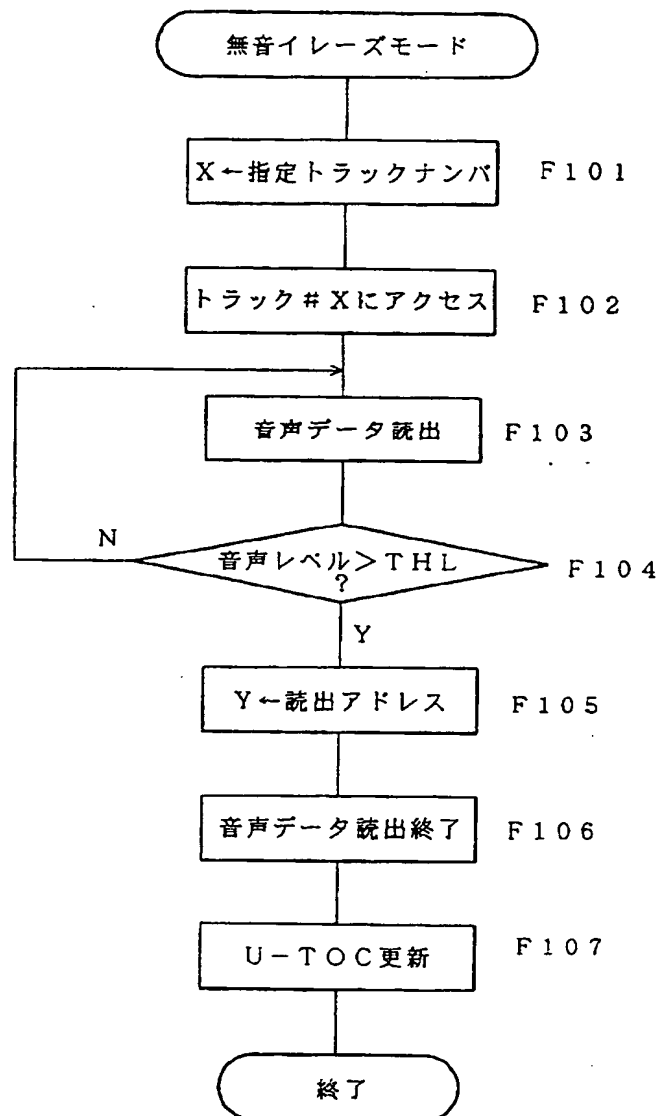 無音イレーズモード
X←指定トラックナンバ F101
トラック#Xにアクセス F102
音声データ読出 F103
N
音声レベル>THL
?
F104
Y
Y←読出アドレス F105
音声データ読出終了 F106
U-TOC更新 F107
終了